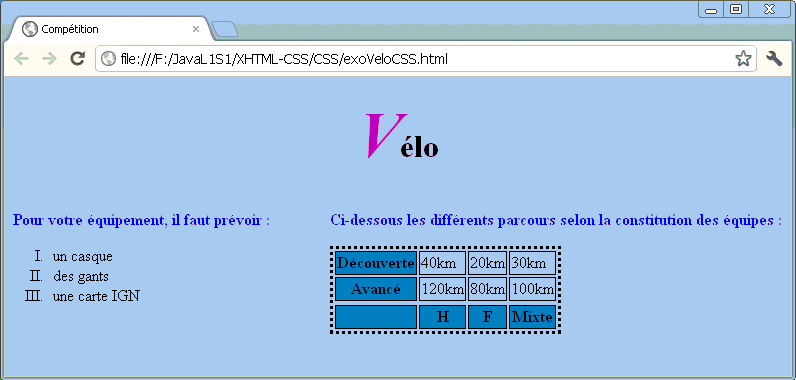 Compétition
file:///F:/JavaL1S1/XHTML-CSS/CSS/exoVeloCSS.html
Vélo
Pour votre équipement, il faut prévoir :
I. un casque
II. des gants
III. une carte IGN
Ci-dessous les différents parcours selon la constitution des équipes :
Découverte 40km 20km 30km
Avancé 120km 80km 100km
H F Mixte